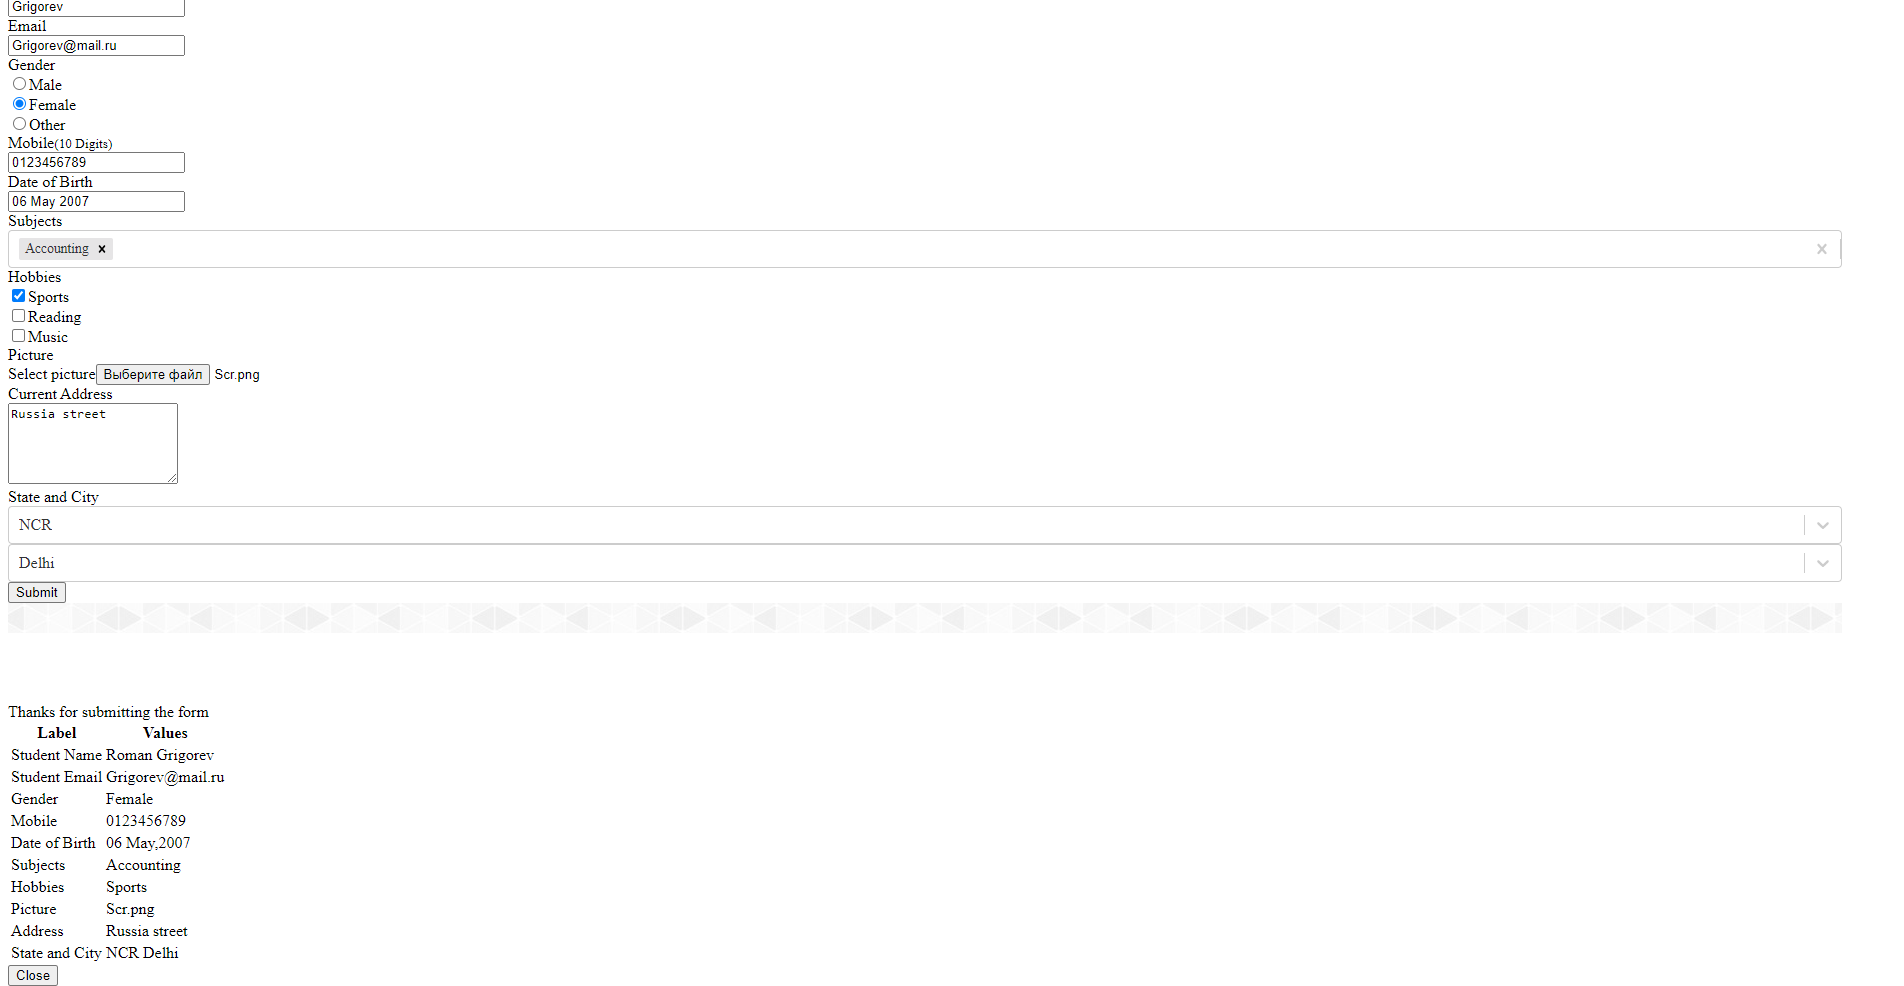 Grigorev
Email
Grigorev@mail.ru
Gender
Male
Female
Other
Mobile(10 Digits)
0123456789
Date of Birth
06 May 2007
Subjects
Accounting
Hobbies
Sports
Reading
Music
Picture
Select picture Выберите файл Scr.png
Current Address
Russia street
State and City
NCR
Delhi
Submit
Thanks for submitting the form
Label Values
Student Name Roman Grigorev
Student Email Grigorev@mail.ru
Gender Female
Mobile 0123456789
Date of Birth 06 May,2007
Subjects Accounting
Hobbies Sports
Picture Scr.png
Address Russia street
State and City NCR Delhi
Close